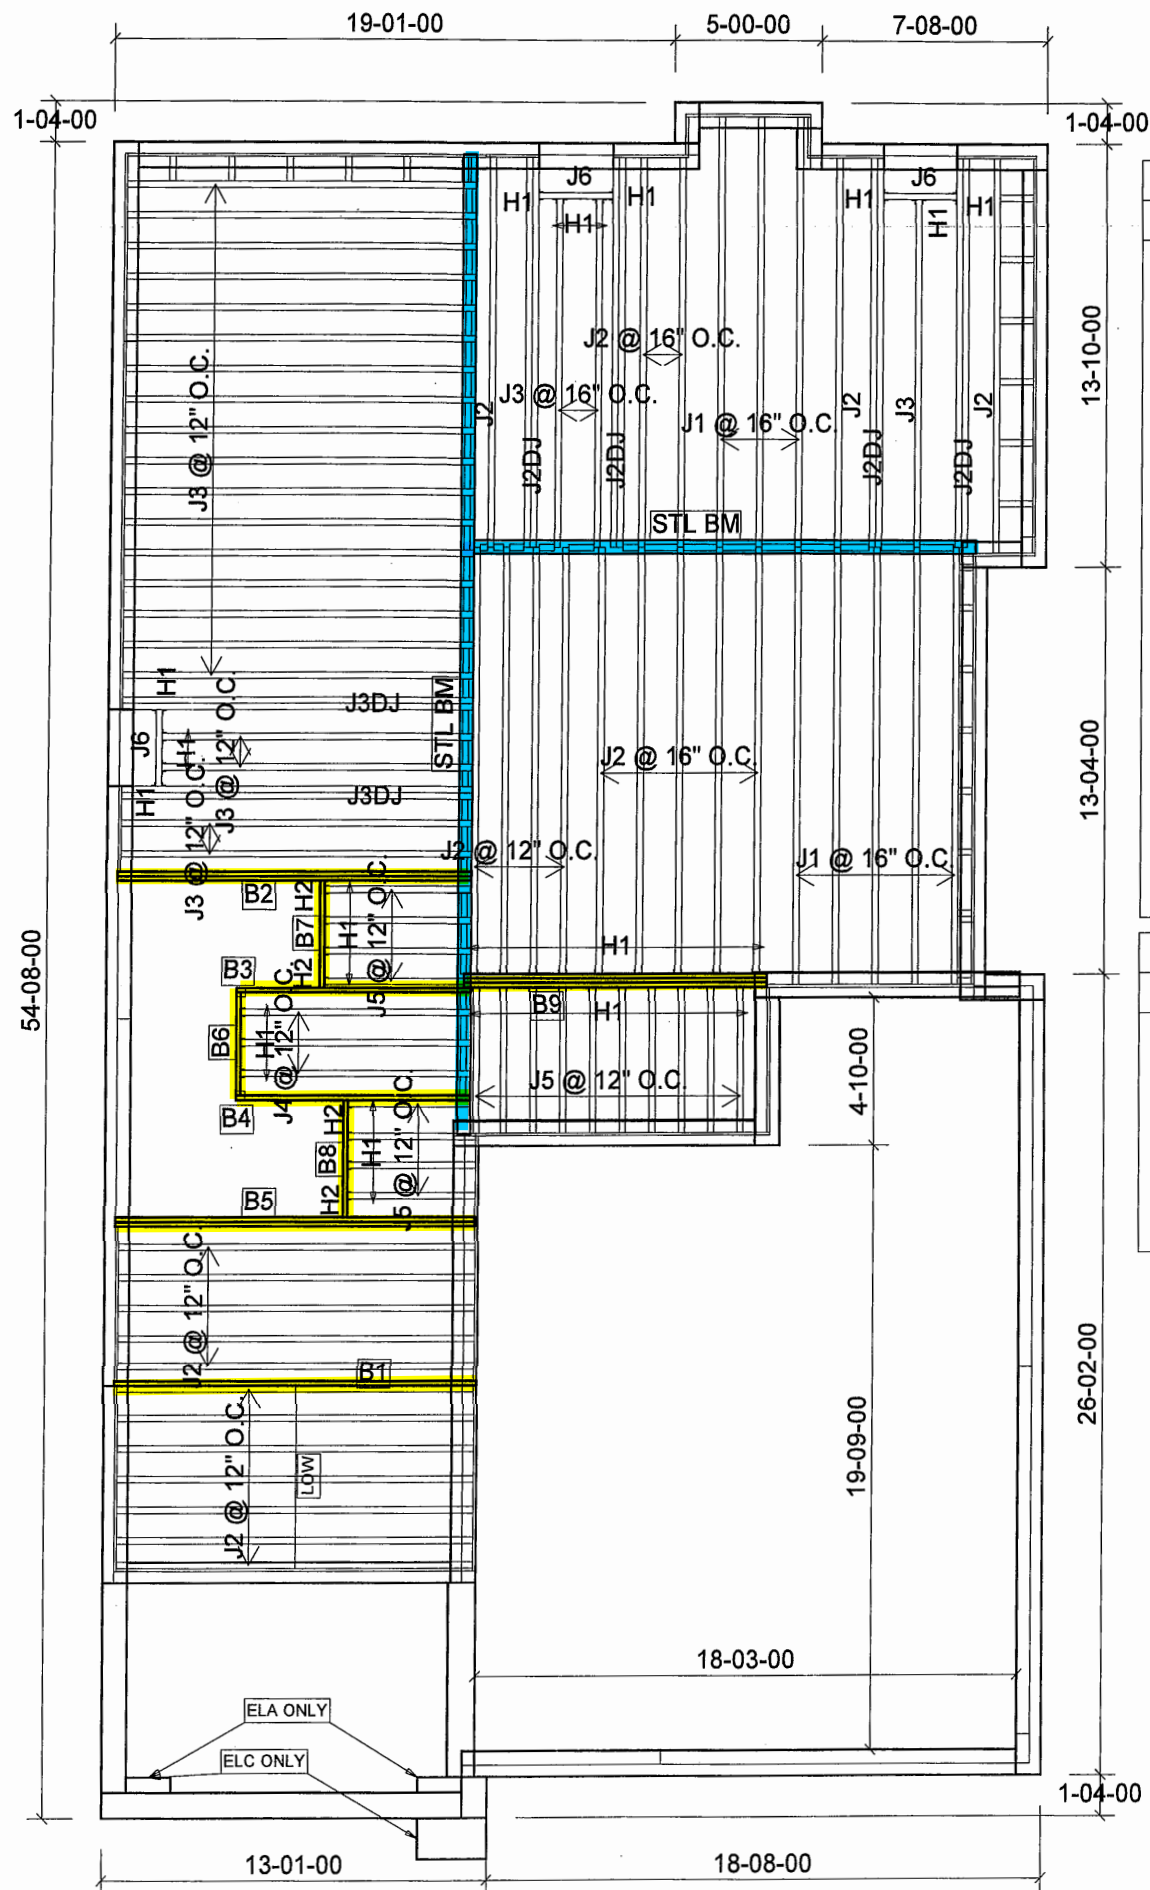 19-01-00
5-00-00
7-08-00
1-04-00
1-04-00
J6
J6
H1
H1
H1
H1
H1
H1
J2 @ 16" O.C.
J3 @ 16" O.C.
J1 @ 16" O.C.
J2
J2DJ
J2DJ
J2
J2DJ
J3
J2DJ
J2
13-10-00
J3 @ 12" O.C.
STL BM
STL BM
H1
J6
H1
H1
J3DJ
J3DJ
J3 @ 12" O.C.
J3 @ 12" O.C.
J2 @ 16" O.C.
J2 @ 12" O.C.
J1 @ 16" O.C.
13-04-00
54-08-00
B2
H2
B7
H2
H1
J5 @ 12" O.C.
H1
B3
B9
H1
B6
H1
J4 @ 12" O.C.
J5 @ 12" O.C.
4-10-00
B4
H2
B8
H2
H1
J5 @ 12" O.C.
B5
J2 @ 12" O.C.
B1
J2 @ 12" O.C.
LOW
26-02-00
19-09-00
18-03-00
ELA ONLY
ELC ONLY
1-04-00
13-01-00
18-08-00